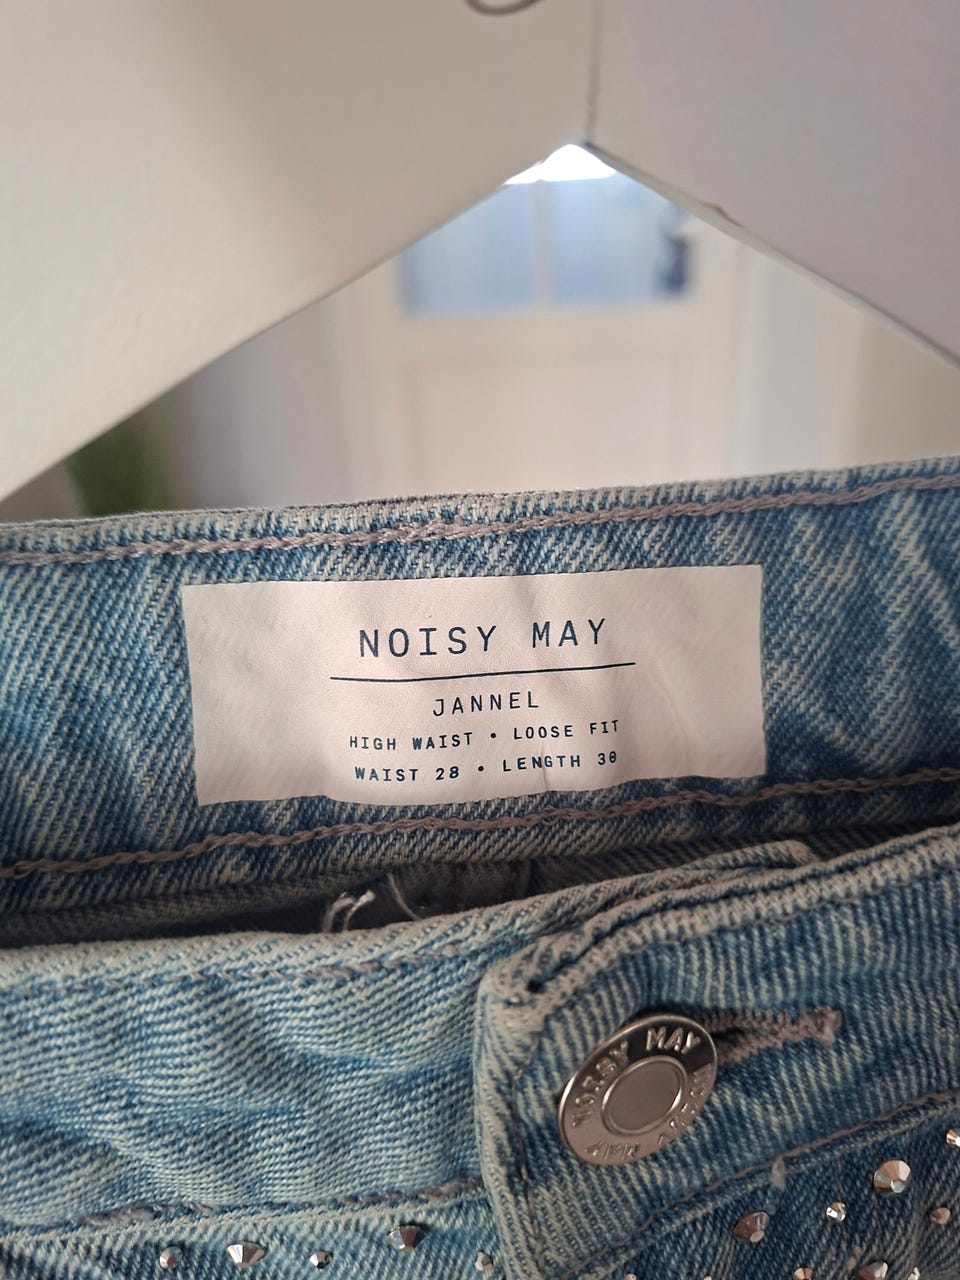 NOISY MAY
JANNEL
HIGH WAIST • LOOSE FIT
WAIST 28 • LENGTH 30
NOISY MAY